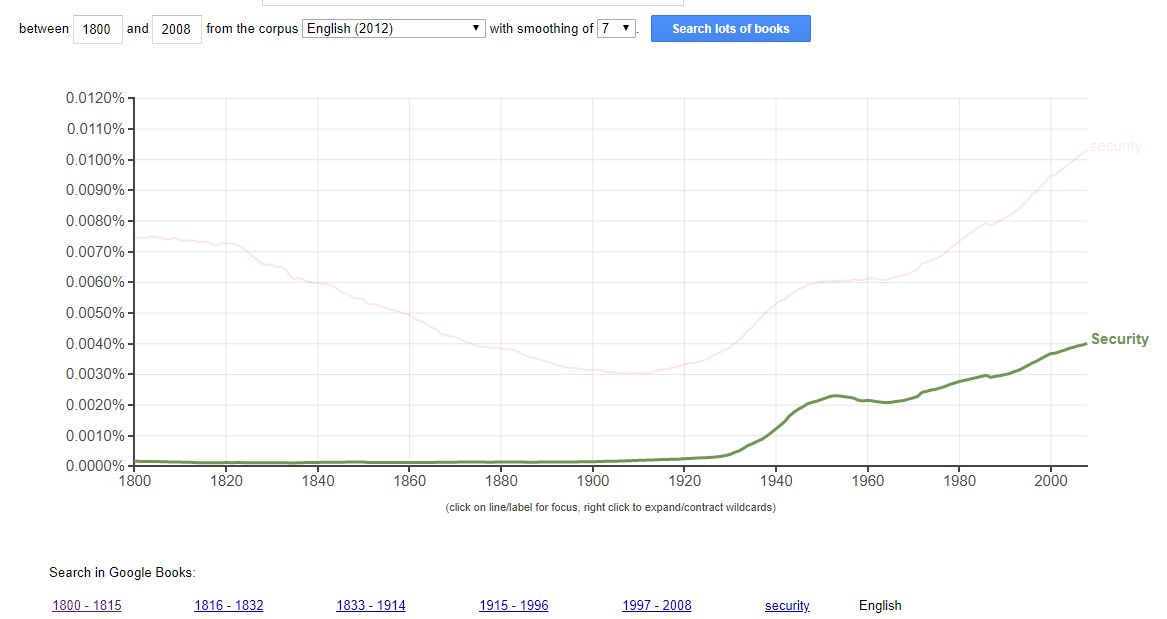 between 1800 and 2008 from the corpus English (2012) with smoothing of 7 . Search lots of books
0.0120%
0.0110%
0.0100%
0.0090%
0.0080%
0.0070%
0.0060%
0.0050%
0.0040%
0.0030%
0.0020%
0.0010%
0.0000%
security
Security
1800 1820 1840 1860 1880 1900 1920 1940 1960 1980 2000
(click on line/label for focus, right click to expand/contract wildcards)
Search in Google Books:
1800 - 1815 1816 - 1832 1833 - 1914 1915 - 1996 1997 - 2008 security English